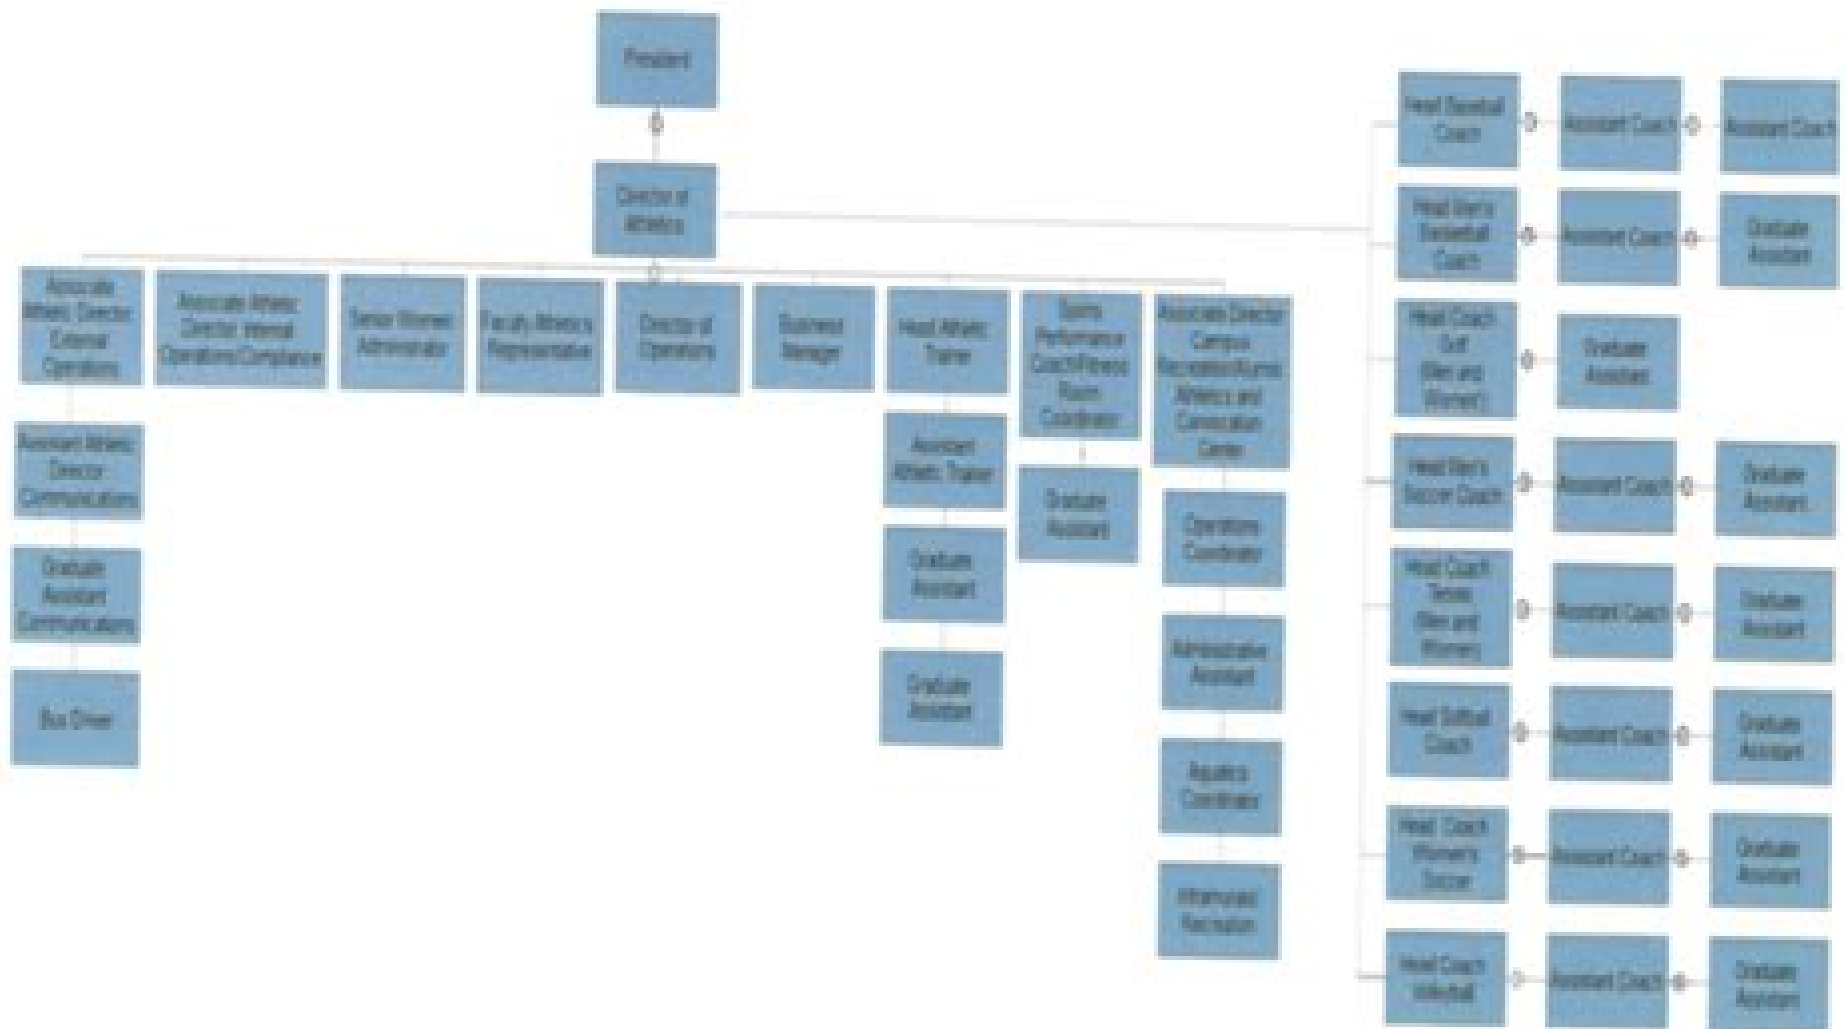 President
Director of
Athletics
Associate
Athletic Director
External
Operations
Associate Athletic
Director Internal
Operations/Compliance
Senior Women
Administrator
Faculty Athletics
Representative
Director of
Operations
Business
Manager
Head Athletic
Trainer
Sports
Performance
Coach/Fitness
Room
Coordinator
Associate Director
Campus
Recreation/Alumni
Athletics and
Convocation
Center
Assistant Athletic
Director
Communications
Graduate
Assistant
Communications
Bus Driver
Assistant
Athletic Trainer
Graduate
Assistant
Graduate
Assistant
Graduate
Assistant
Operations
Coordinator
Administrative
Assistant
Aquatics
Coordinator
Intramurals
Recreation
Head Baseball
Coach
Assistant Coach
Assistant Coach
Head Men's
Basketball
Coach
Assistant Coach
Graduate
Assistant
Head Coach
Golf
(Men and
Women)
Graduate
Assistant
Head Men's
Soccer Coach
Assistant Coach
Graduate
Assistant
Head Coach
Tennis
(Men and
Women)
Assistant Coach
Graduate
Assistant
Head Softball
Coach
Assistant Coach
Graduate
Assistant
Head Coach
Women's
Soccer
Assistant Coach
Graduate
Assistant
Head Coach
Volleyball
Assistant Coach
Graduate
Assistant